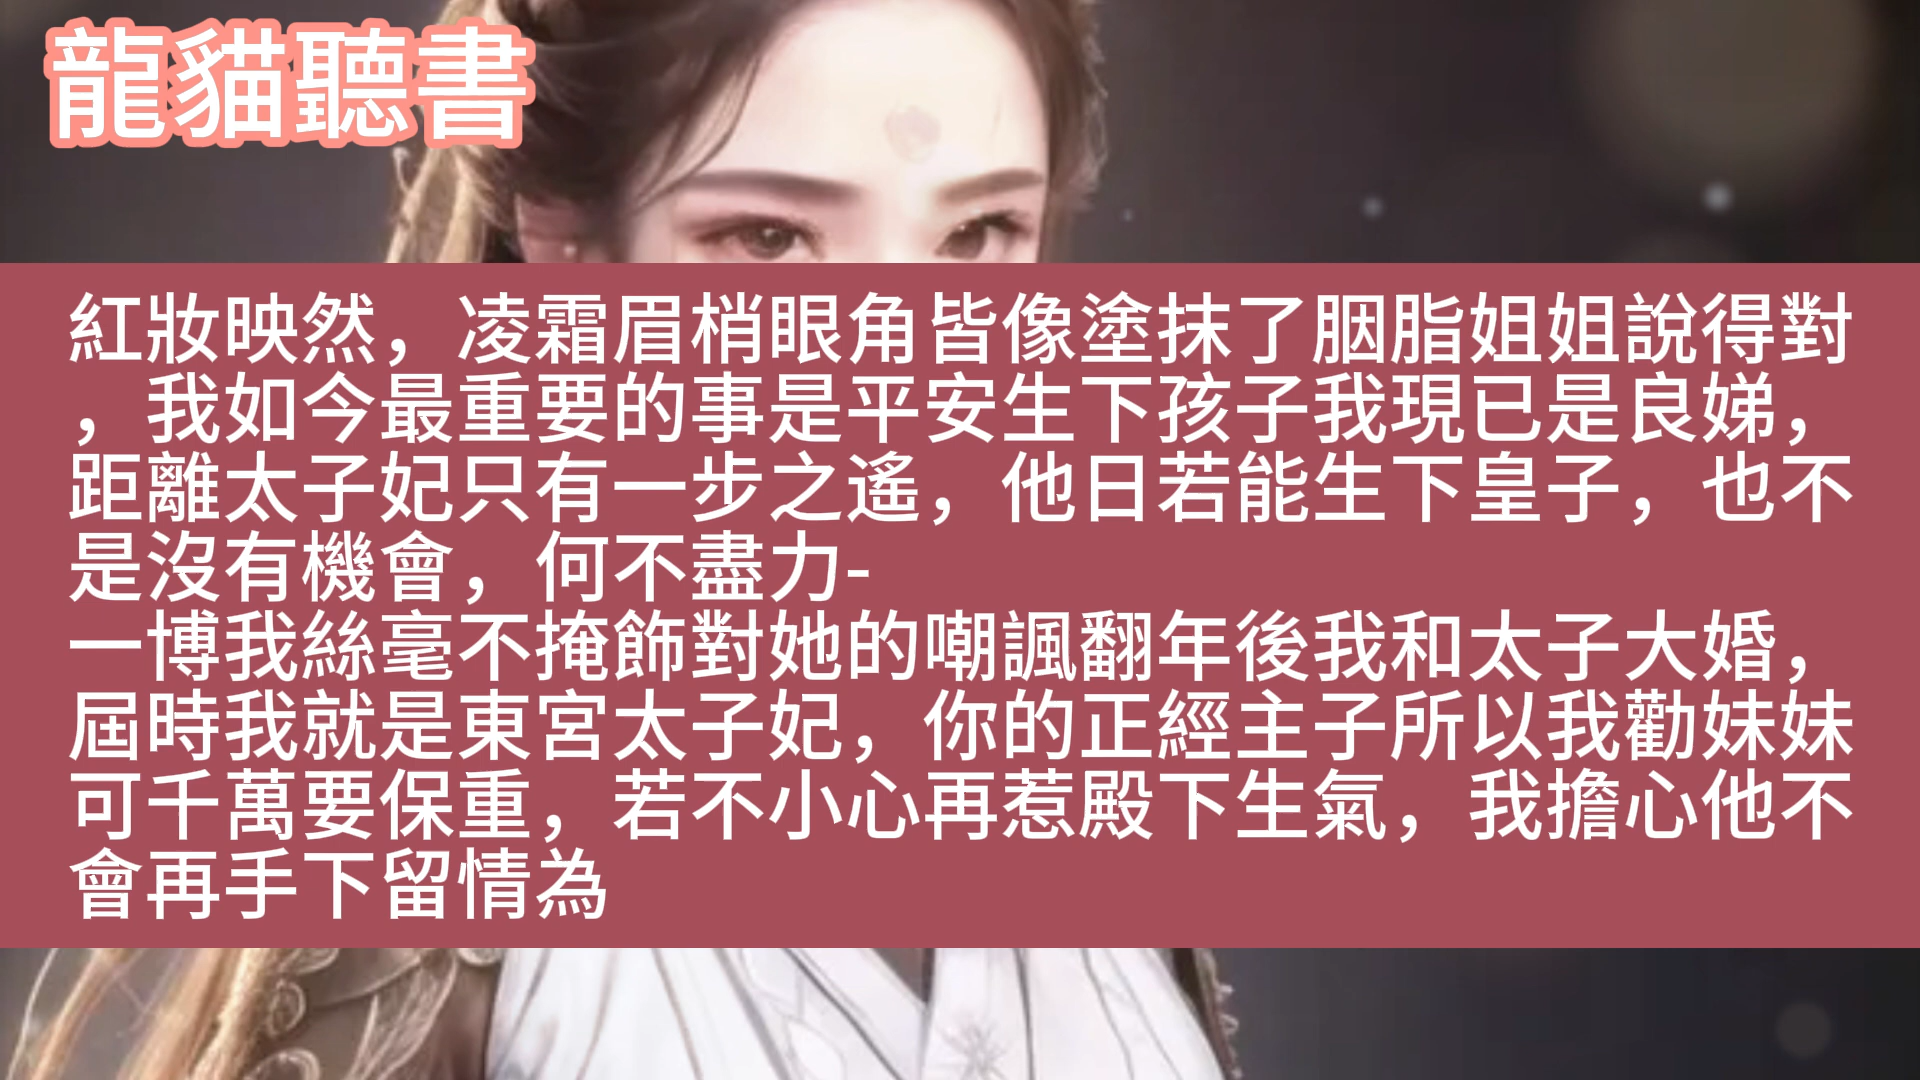 龍貓聽書
紅妝映然，凌霜眉梢眼角皆像塗抹了胭脂姐姐說得對
，我如今最重要的事是平安生下孩子我現已是良娣，
距離太子妃只有一步之遙，他日若能生下皇子，也不
是沒有機會，何不盡力-
一博我絲毫不掩飾對她的嘲諷翻年後我和太子大婚，
屆時我就是東宮太子妃，你的正經主子所以我勸妹妹
可千萬要保重，若不小心再惹殿下生氣，我擔心他不
會再手下留情為